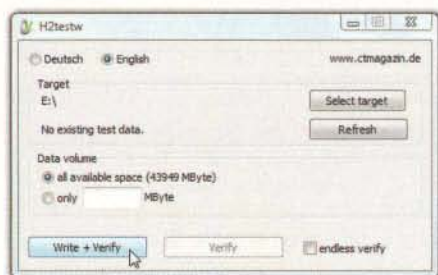 H2testw
Deutsch English www.ctmagazin.de
Target
E:\ Select target
No existing test data. Refresh
Data volume
all available space (43949 MByte)
only MByte
Write + Verify Verify endless verify